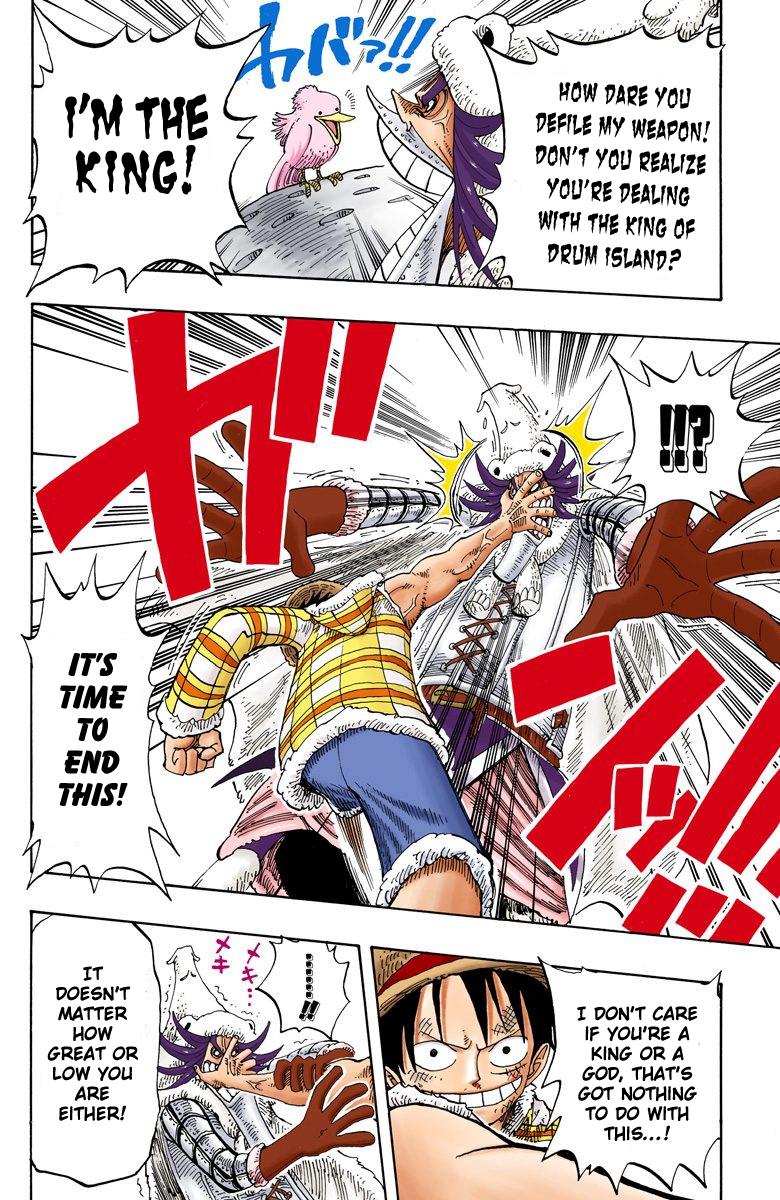 HOW DARE YOU
DEFILE MY WEAPON!
DON'T YOU REALIZE
YOU'RE DEALING
WITH THE KING OF
DRUM ISLAND?
ヤバッ!!
I'M THE
KING!
!!!?
ガ
ンッ!!!
IT'S
TIME
TO
END
THIS!
I DON'T CARE
IF YOU'RE A
KING OR A
GOD, THAT'S
GOT NOTHING
TO DO WITH
THIS...!
........!!
メキ
メキ...
IT
DOESN'T
MATTER
HOW
GREAT OR
LOW YOU
ARE
EITHER!